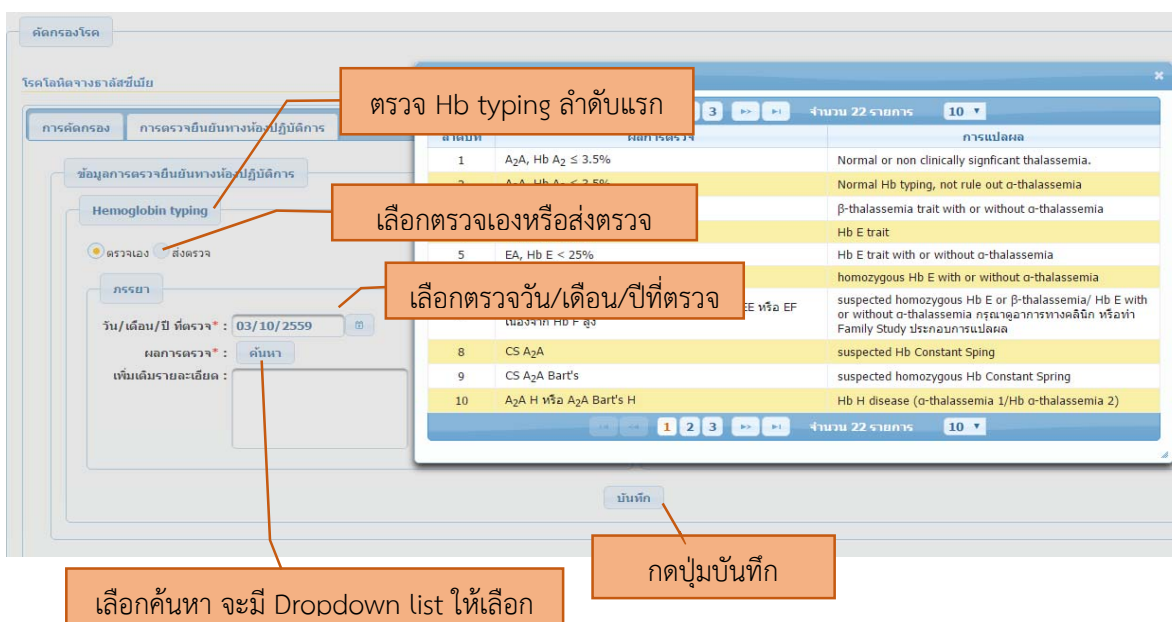 คัดกรองโรค
โรคโลหิตจางธาลัสซีเมีย
ตรวจ Hb typing ลำดับแรก
3 จำนวน 22 รายการ 10
การคัดกรอง การตรวจยืนยันทางห้องปฏิบัติการ
ลำดับที่ ผลการตรวจ การแปลผล
1 A₂A, Hb A₂ ≤ 3.5% Normal or non clinically signficant thalassemia.
ข้อมูลการตรวจยืนยันทางห้องปฏิบัติการ
2 A₂A, Hb A₂ ≤ 3.5% Normal Hb typing, not rule out α-thalassemia
Hemoglobin typing
β-thalassemia trait with or without α-thalassemia
เลือกตรวจเองหรือส่งตรวจ
Hb E trait
ตรวจเอง ส่งตรวจ
5 EA, Hb E < 25% Hb E trait with or without α-thalassemia
homozygous Hb E with or without α-thalassemia
ภรรยา
เลือกตรวจวัน/เดือน/ปีที่ตรวจ
EE หรือ EF
เนื่องจาก Hb F สูง
suspected homozygous Hb E or β-thalassemia/ Hb E with
or without α-thalassemia กรุณาดูอาการทางคลินิก หรือทำ
Family Study ประกอบการแปลผล
วัน/เดือน/ปี ที่ตรวจ* : 03/10/2559
ผลการตรวจ* : ค้นหา
8 CS A₂A suspected Hb Constant Sping
เพิ่มเติมรายละเอียด :
9 CS A₂A Bart's suspected homozygous Hb Constant Spring
10 A₂A H หรือ A₂A Bart's H Hb H disease (α-thalassemia 1/Hb α-thalassemia 2)
1 2 3 จำนวน 22 รายการ 10
บันทึก
กดปุ่มบันทึก
เลือกค้นหา จะมี Dropdown list ให้เลือก